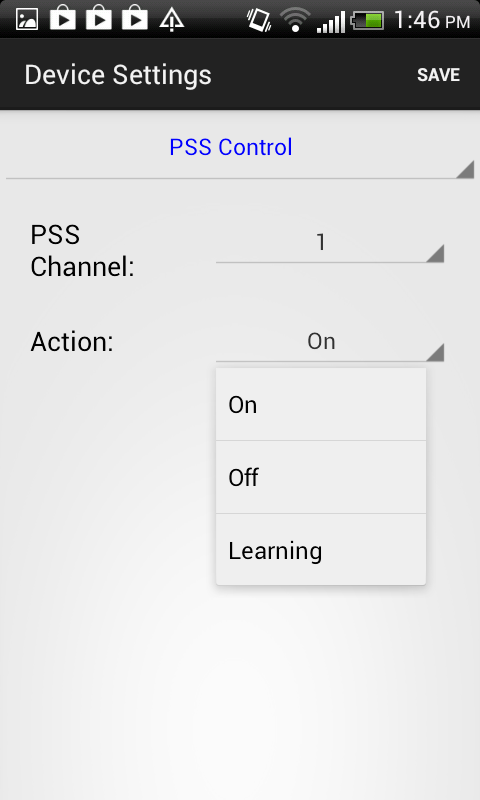 1:46 PM
Device Settings
SAVE
PSS Control
PSS
Channel:
1
Action:
On
On
Off
Learning